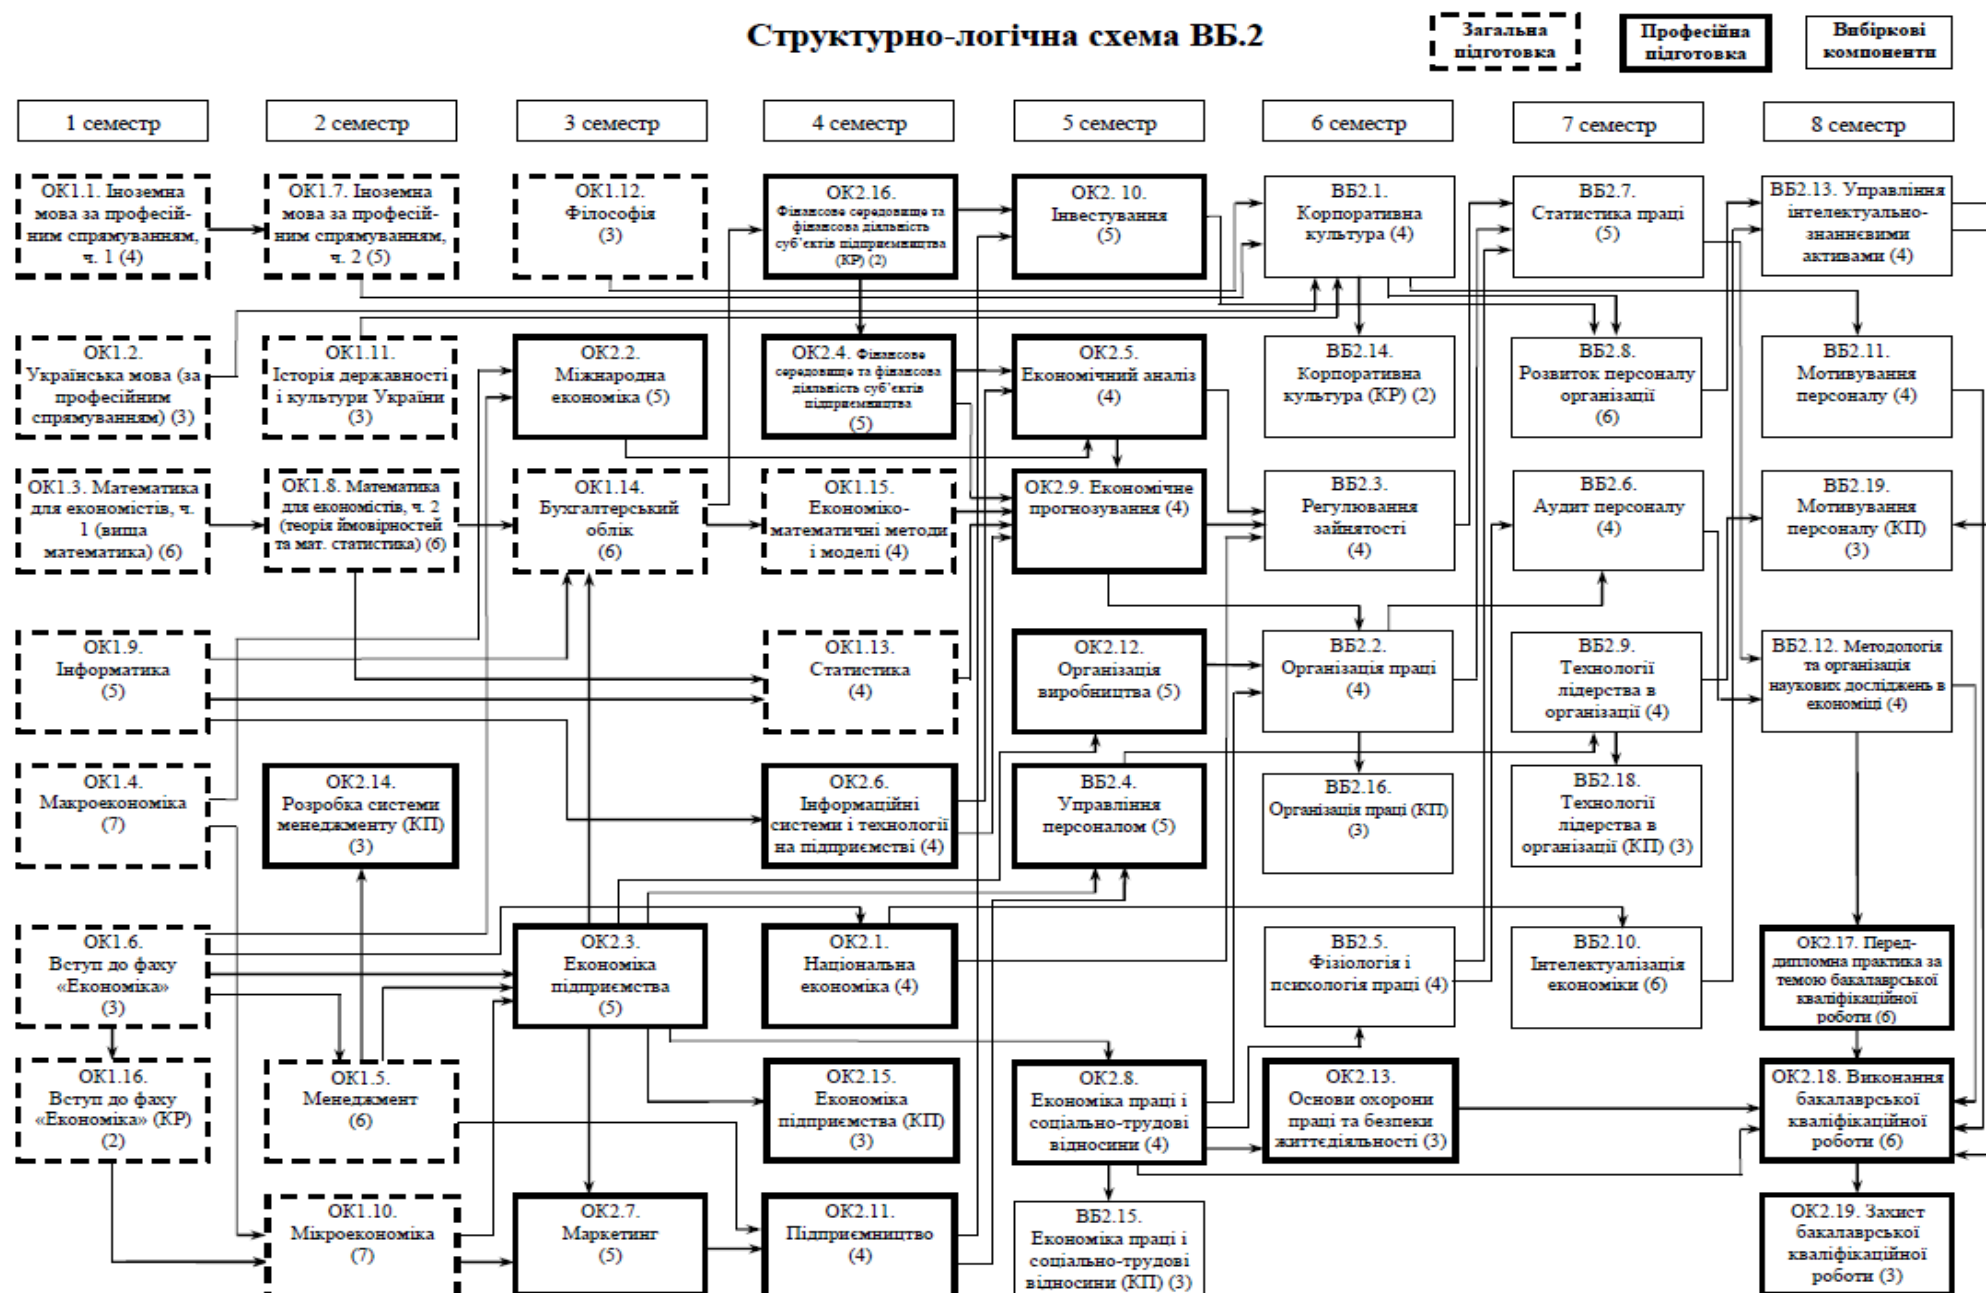 Структурно-логічна схема ВБ.2
Загальна
підготовка
Професійна
підготовка
Вибіркові
компоненти
1 семестр
2 семестр
3 семестр
4 семестр
5 семестр
6 семестр
7 семестр
8 семестр
ОК1.1. Іноземна
мова за професій-
ним спрямуванням,
ч. 1 (4)
ОК1.7. Іноземна
мова за професій-
ним спрямуванням,
ч. 2 (5)
ОК1.12.
Філософія
(3)
ОК2.16.
Фінансове середовище та
фінансова діяльність
суб’єктів підприємництва
(КР) (2)
ОК2. 10.
Інвестування
(5)
ВБ2.1.
Корпоративна
культура (4)
ВБ2.7.
Статистика праці
(5)
ВБ2.13. Управління
інтелектуально-
знаннєвими
активами (4)
ОК1.2.
Українська мова (за
професійним
спрямуванням) (3)
ОК1.11.
Історія державності
і культури України
(3)
ОК2.2.
Міжнародна
економіка (5)
ОК2.4. Фінансове
середовище та фінансова
діяльність суб’єктів
підприємництва
(5)
ОК2.5.
Економічний аналіз
(4)
ВБ2.14.
Корпоративна
культура (КР) (2)
ВБ2.8.
Розвиток персоналу
організації
(6)
ВБ2.11.
Мотивування
персоналу (4)
ОК1.3. Математика
для економістів, ч.
1 (вища
математика) (6)
ОК1.8. Математика
для економістів, ч. 2
(теорія ймовірностей
та мат. статистика) (6)
ОК1.14.
Бухгалтерський
облік
(6)
ОК1.15.
Економіко-
математичні методи
і моделі (4)
ОК2.9. Економічне
прогнозування (4)
ВБ2.3.
Регулювання
зайнятості
(4)
ВБ2.6.
Аудит персоналу
(4)
ВБ2.19.
Мотивування
персоналу (КП)
(3)
ОК1.9.
Інформатика
(5)
ОК1.13.
Статистика
(4)
ОК2.12.
Організація
виробництва (5)
ВБ2.2.
Організація праці
(4)
ВБ2.9.
Технології
лідерства в
організації (4)
ВБ2.12. Методологія
та організація
наукових досліджень в
економіці (4)
ОК1.4.
Макроекономіка
(7)
ОК2.14.
Розробка системи
менеджменту (КП)
(3)
ОК2.6.
Інформаційні
системи і технології
на підприємстві (4)
ВБ2.4.
Управління
персоналом (5)
ВБ2.16.
Організація праці (КП)
(3)
ВБ2.18.
Технології
лідерства в
організації (КП) (3)
ОК1.6.
Вступ до фаху
«Економіка»
(3)
ОК2.3.
Економіка
підприємства
(5)
ОК2.1.
Національна
економіка (4)
ВБ2.5.
Фізіологія і
психологія праці (4)
ВБ2.10.
Інтелектуалізація
економіки (6)
ОК2.17. Перед-
дипломна практика за
темою бакалаврської
кваліфікаційної
роботи (6)
ОК1.16.
Вступ до фаху
«Економіка» (КР)
(2)
ОК1.5.
Менеджмент
(6)
ОК2.15.
Економіка
підприємства (КП)
(3)
ОК2.8.
Економіка праці і
соціально-трудові
відносини (4)
ОК2.13.
Основи охорони
праці та безпеки
життєдіяльності (3)
ОК2.18. Виконання
бакалаврської
кваліфікаційної
роботи (6)
ОК1.10.
Мікроекономіка
(7)
ОК2.7.
Маркетинг
(5)
ОК2.11.
Підприємництво
(4)
ВБ2.15.
Економіка праці і
соціально-трудові
відносини (КП) (3)
ОК2.19. Захист
бакалаврської
кваліфікаційної
роботи (3)